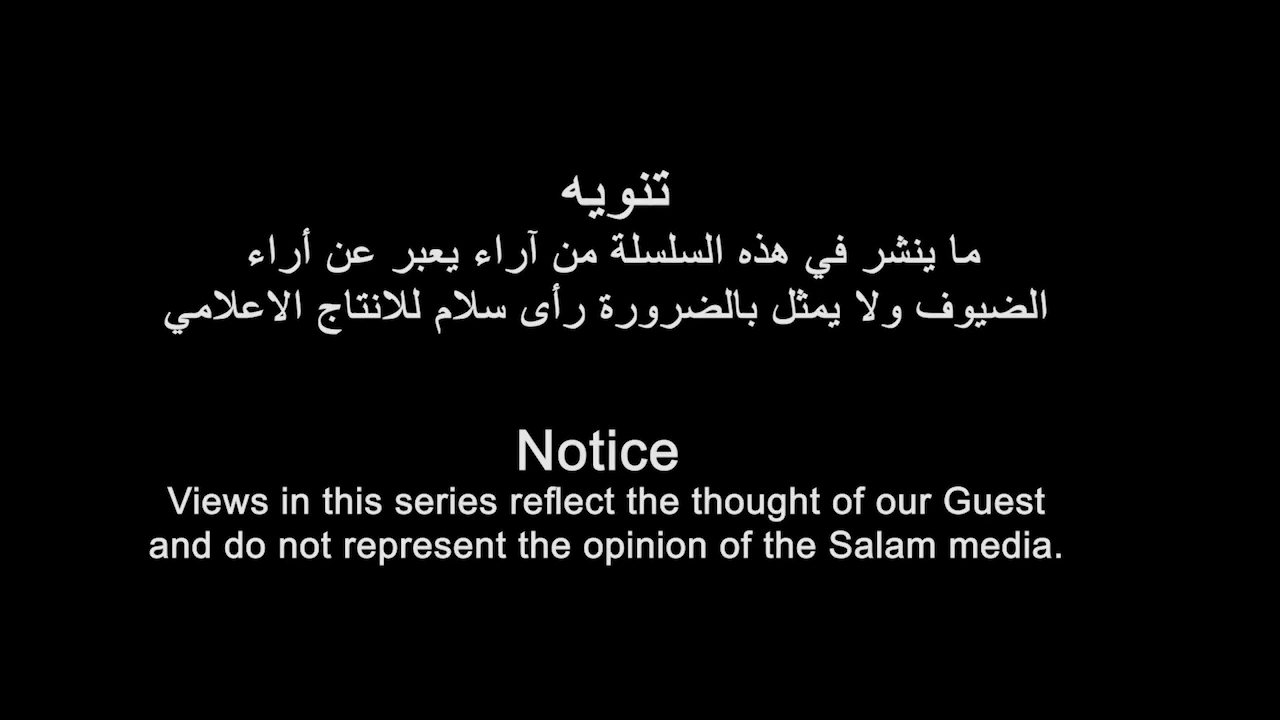 تنويه
ما ينشر في هذه السلسلة من آراء يعبر عن أراء
الضيوف ولا يمثل بالضرورة رأى سلام للانتاج الاعلامي
Notice
Views in this series reflect the thought of our Guest
and do not represent the opinion of the Salam media.